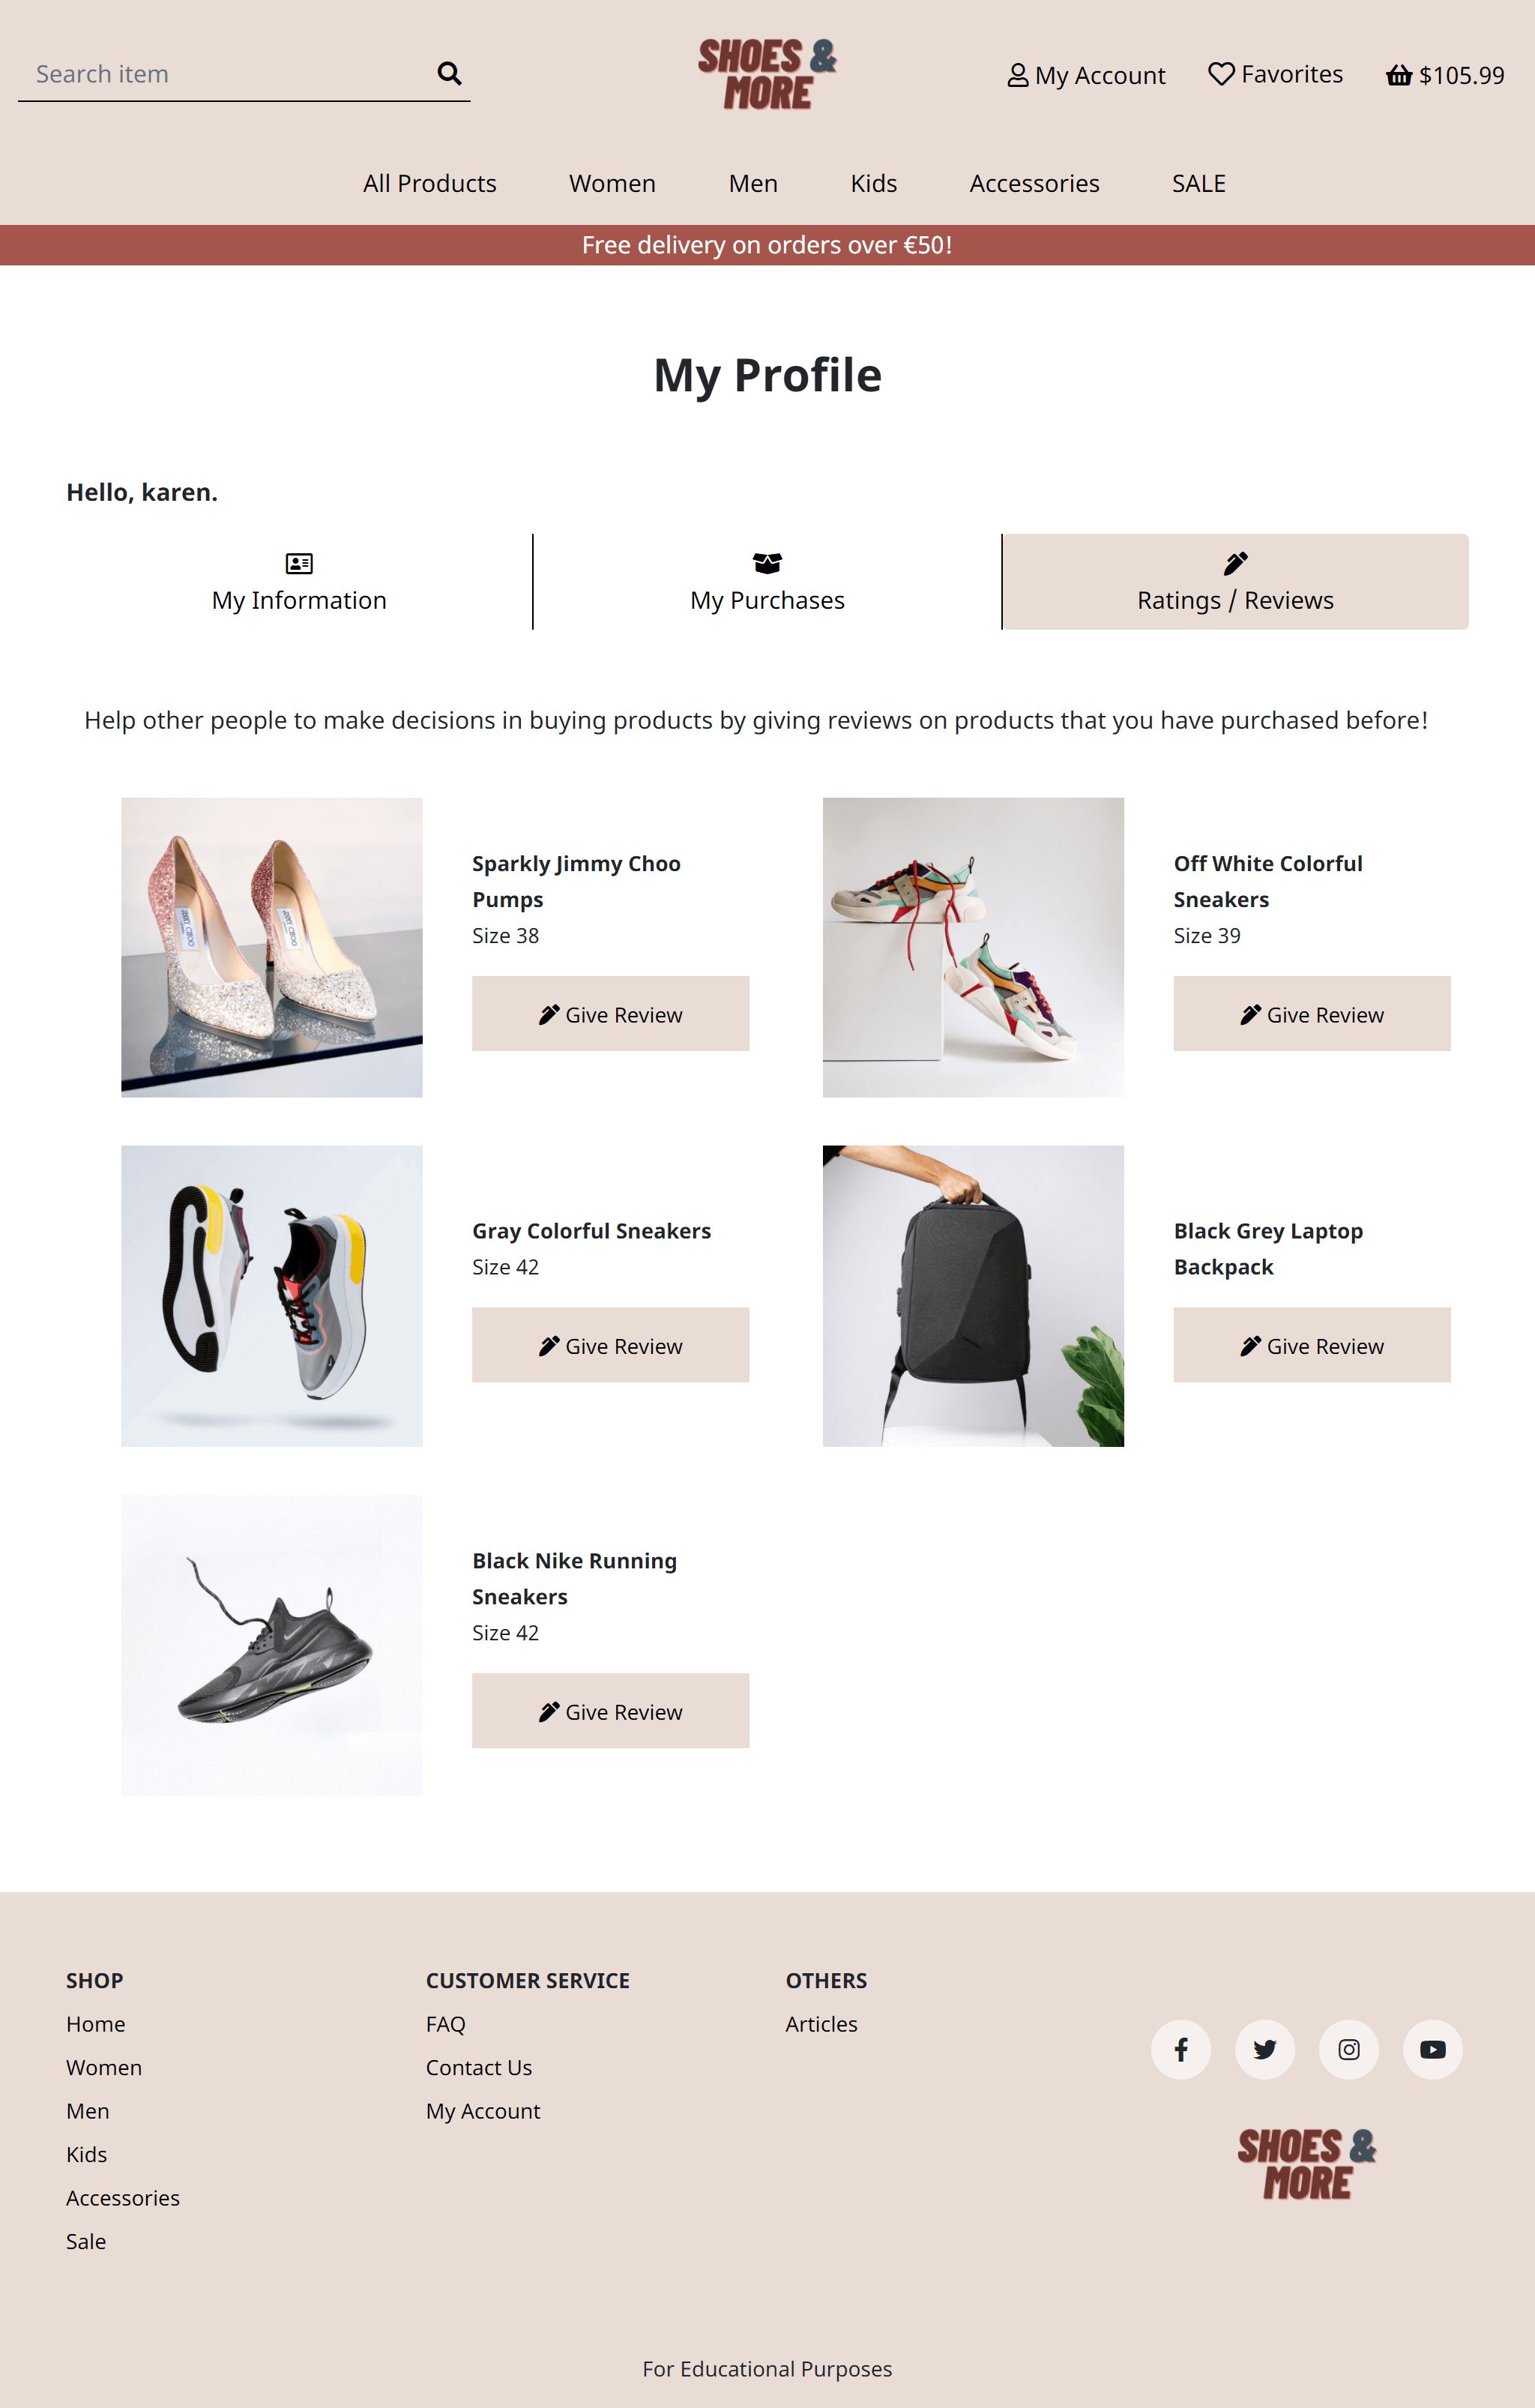 Search item
SHOES &
MORE
My Account
Favorites
$105.99
All Products
Women
Men
Kids
Accessories
SALE
Free delivery on orders over €50!
My Profile
Hello, karen.
My Information
My Purchases
Ratings / Reviews
Help other people to make decisions in buying products by giving reviews on products that you have purchased before!
JIMMY CHOO
JIMMY CHOO
Sparkly Jimmy Choo
Pumps
Size 38
Give Review
Off White Colorful
Sneakers
Size 39
Give Review
Gray Colorful Sneakers
Size 42
Give Review
Black Grey Laptop
Backpack
Give Review
Black Nike Running
Sneakers
Size 42
Give Review
SHOP
Home
Women
Men
Kids
Accessories
Sale
CUSTOMER SERVICE
FAQ
Contact Us
My Account
OTHERS
Articles
SHOES &
MORE
For Educational Purposes